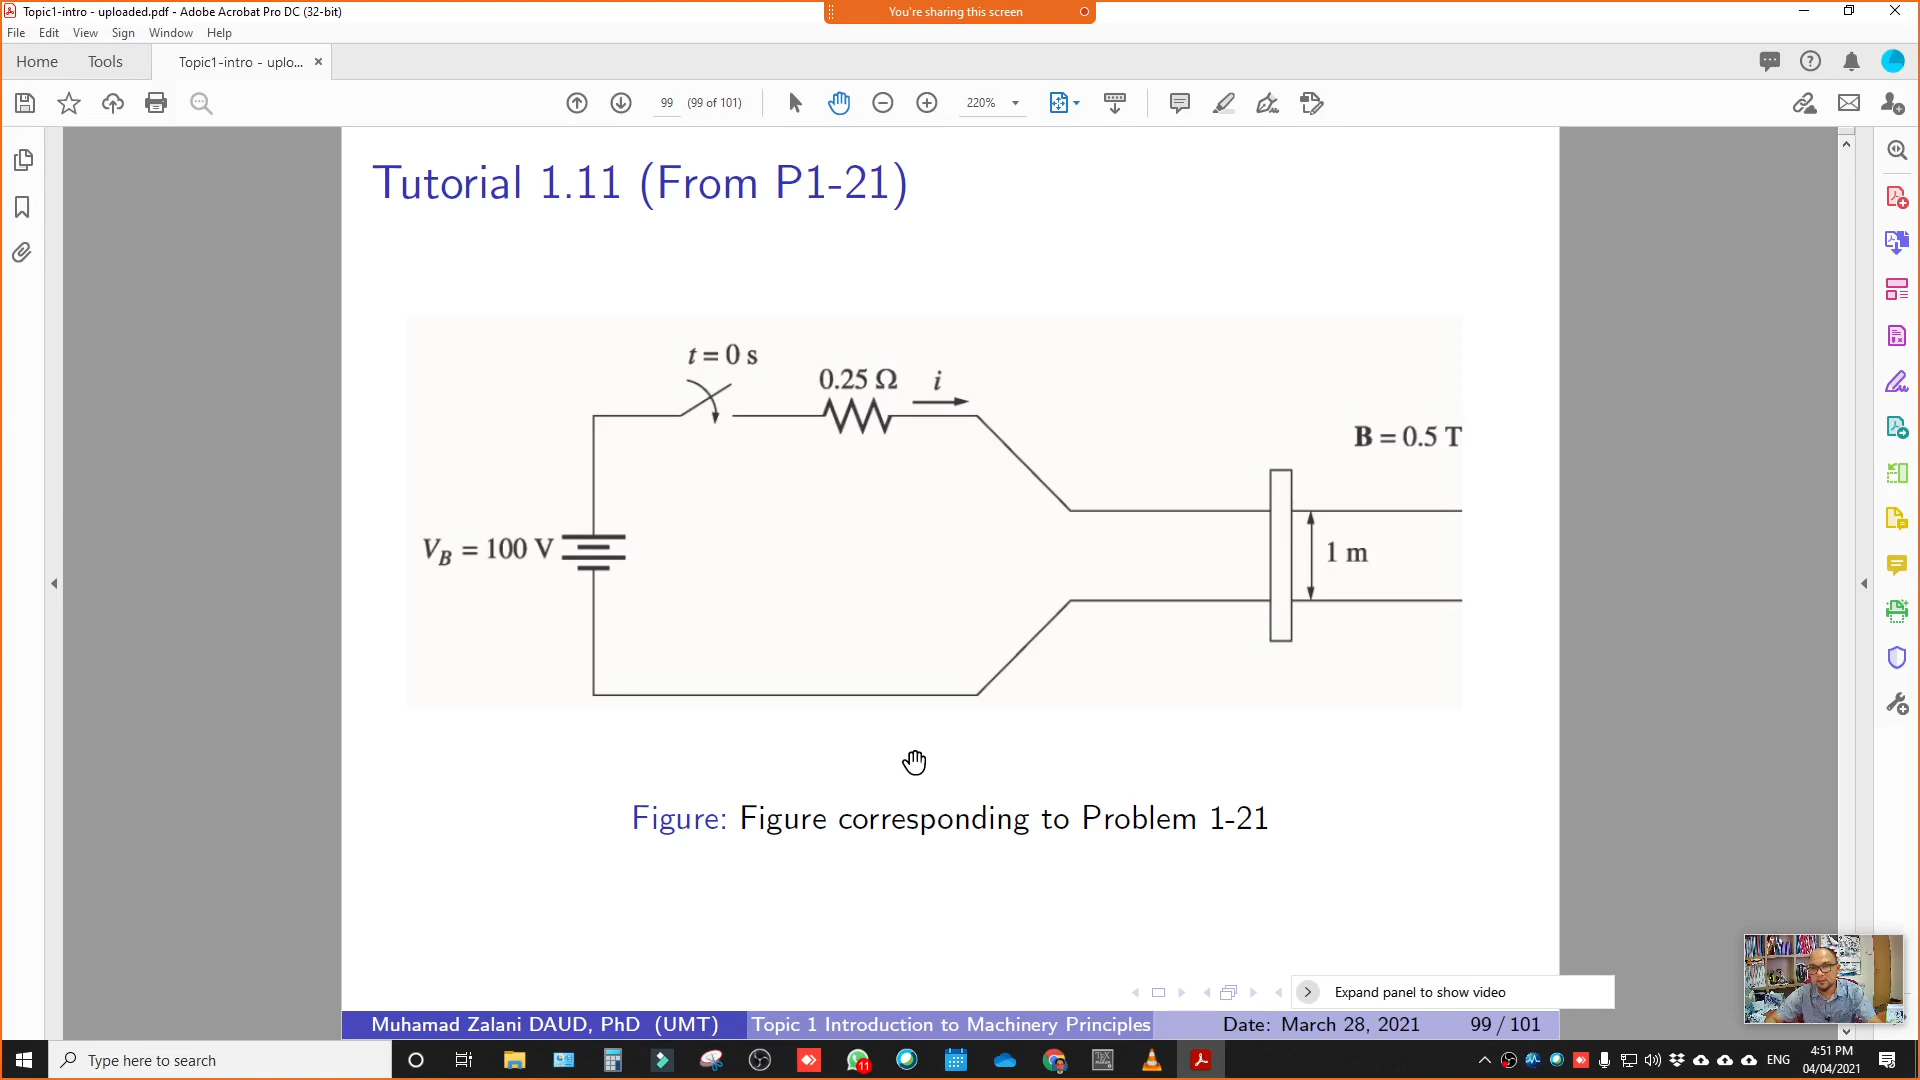 Topic1-intro - uploaded.pdf - Adobe Acrobat Pro DC (32-bit)
You're sharing this screen
File Edit View Sign Window Help
Home Tools Topic1-intro - uplo... ×
99 (99 of 101) 220%
Tutorial 1.11 (From P1-21)
t = 0 s
0.25 Ω i
B = 0.5 T
V_B = 100 V
1 m
Figure: Figure corresponding to Problem 1-21
Expand panel to show video
Muhamad Zalani DAUD, PhD (UMT) Topic 1 Introduction to Machinery Principles Date: March 28, 2021 99 / 101
Type here to search
11
ENG
4:51 PM
04/04/2021